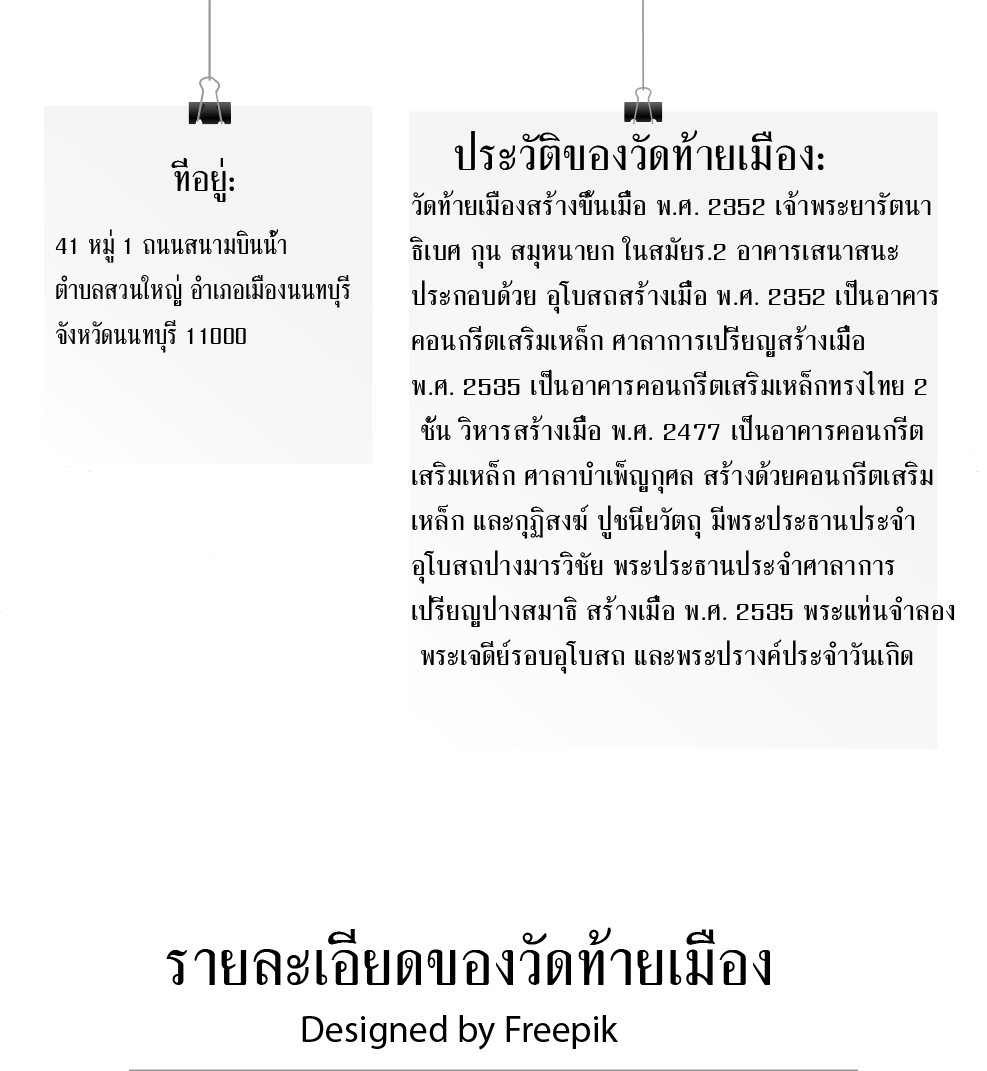 ที่อยู่:
41 หมู่ 1 ถนนสนามบินน้ำ
ตำบลสวนใหญ่ อำเภอเมืองนนทบุรี
จังหวัดนนทบุรี 11000
ประวัติของวัดท้ายเมือง:
วัดท้ายเมืองสร้างขึ้นเมื่อ พ.ศ. 2352 เจ้าพระยารัตนา
ธิเบศ กุน สมุหนายก ในสมัยร.2 อาคารเสนาสนะ
ประกอบด้วย อุโบสถสร้างเมื่อ พ.ศ. 2352 เป็นอาคาร
คอนกรีตเสริมเหล็ก ศาลาการเปรียญสร้างเมื่อ
พ.ศ. 2535 เป็นอาคารคอนกรีตเสริมเหล็กทรงไทย 2
ชั้น วิหารสร้างเมื่อ พ.ศ. 2477 เป็นอาคารคอนกรีต
เสริมเหล็ก ศาลาบำเพ็ญกุศล สร้างด้วยคอนกรีตเสริม
เหล็ก และกุฏิสงฆ์ ปูชนียวัตถุ มีพระประธานประจำ
อุโบสถปางมารวิชัย พระประธานประจำศาลาการ
เปรียญปางสมาธิ สร้างเมื่อ พ.ศ. 2535 พระแท่นจำลอง
พระเจดีย์รอบอุโบสถ และพระปรางค์ประจำวันเกิด
รายละเอียดของวัดท้ายเมือง
Designed by Freepik